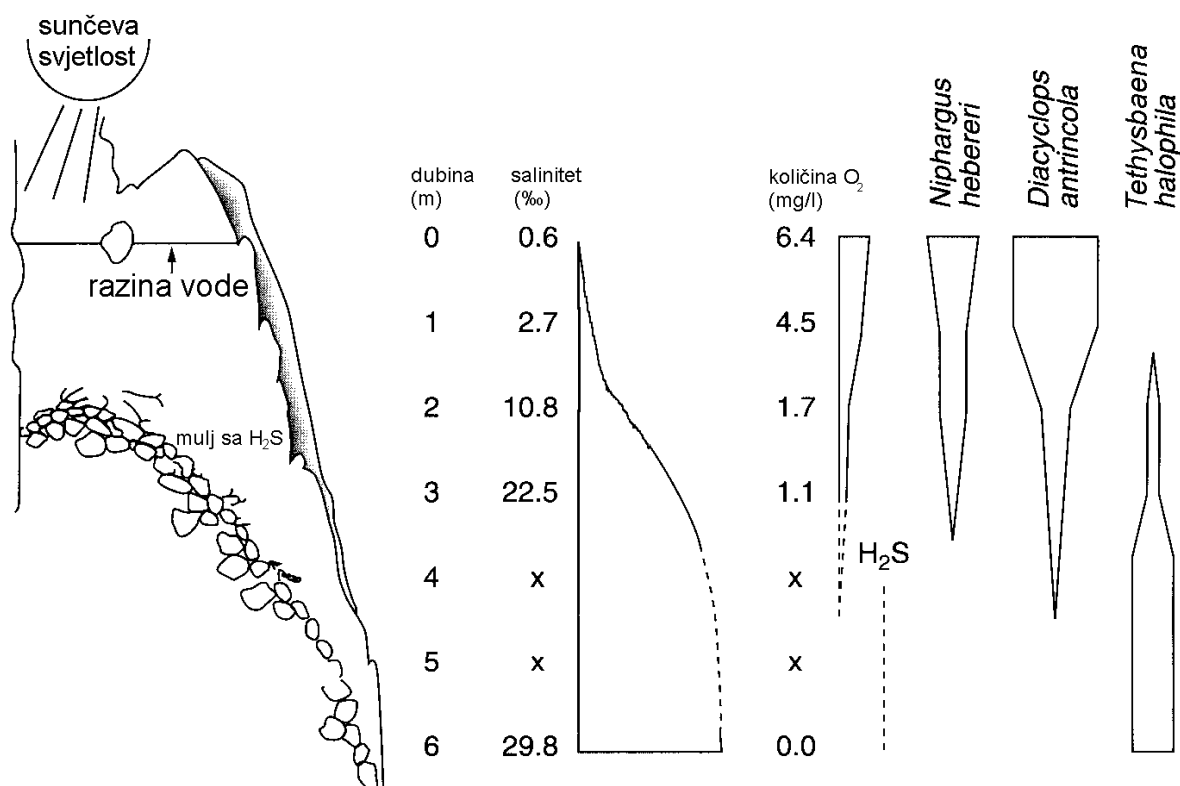 sunčeva
svjetlost
razina vode
mulj sa H₂S
dubina
(m)
salinitet
(‰)
količina O₂
(mg/l)
Niphargus
hebereri
Diacyclops
antrincola
Tethysbaena
halophila
0 0.6 6.4
1 2.7 4.5
2 10.8 1.7
3 22.5 1.1
H₂S
4 x x
5 x x
6 29.8 0.0